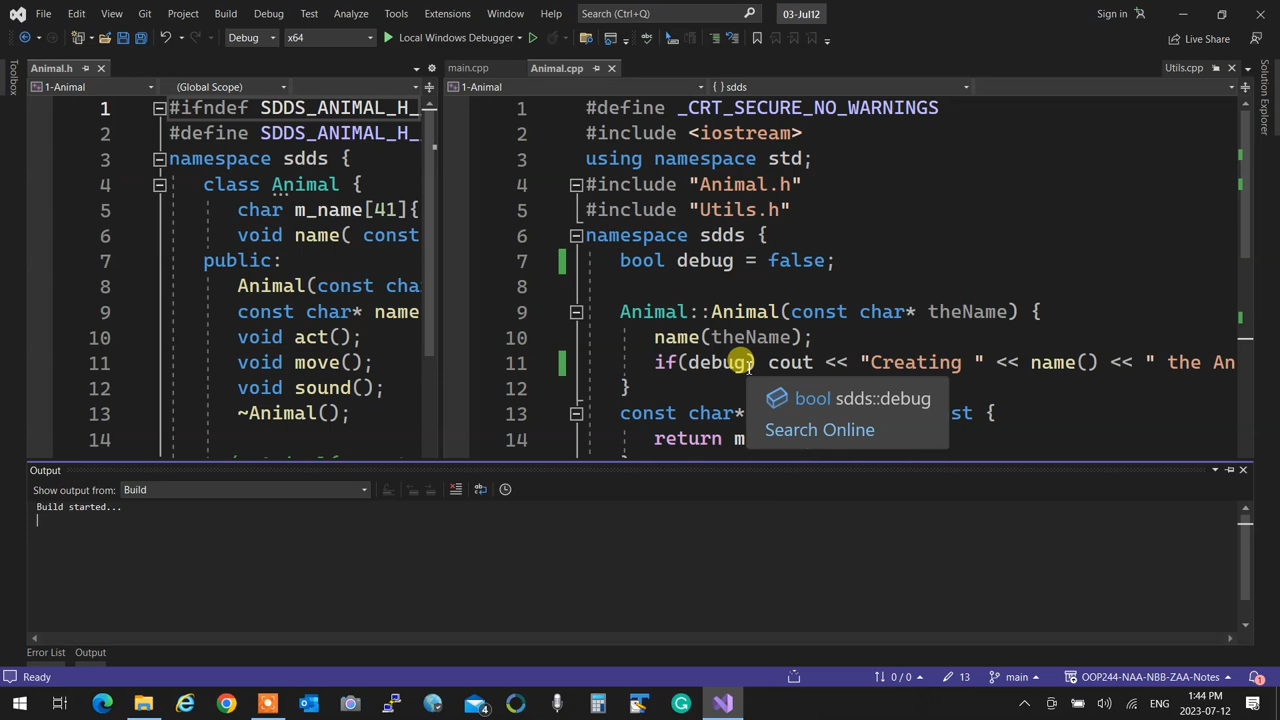 File Edit View Git Project Build Debug Test Analyze Tools Extensions Window Help Search (Ctrl+Q) 03-Jul12 Sign in
Debug x64 Local Windows Debugger Live Share
Toolbox
Animal.h
1-Animal (Global Scope)
1 #ifndef SDDS_ANIMAL_H_
2 #define SDDS_ANIMAL_H_
3 namespace sdds {
4 class Animal {
5 char m_name[41]{
6 void name( const
7 public:
8 Animal(const cha
9 const char* name
10 void act();
11 void move();
12 void sound();
13 ~Animal();
14
main.cpp Animal.cpp Utils.cpp
1-Animal { } sdds
1 #define _CRT_SECURE_NO_WARNINGS
2 #include <iostream>
3 using namespace std;
4 #include "Animal.h"
5 #include "Utils.h"
6 namespace sdds {
7 bool debug = false;
8
9 Animal::Animal(const char* theName) {
10 name(theName);
11 if(debug) cout << "Creating " << name() << " the An
12 }
13 const char* st {
14 return m
bool sdds::debug
Search Online
Solution Explorer
Output
Show output from: Build
Build started...
Error List Output
Ready 0 / 0 13 main OOP244-NAA-NBB-ZAA-Notes 1
4 ENG 1:44 PM
2023-07-12